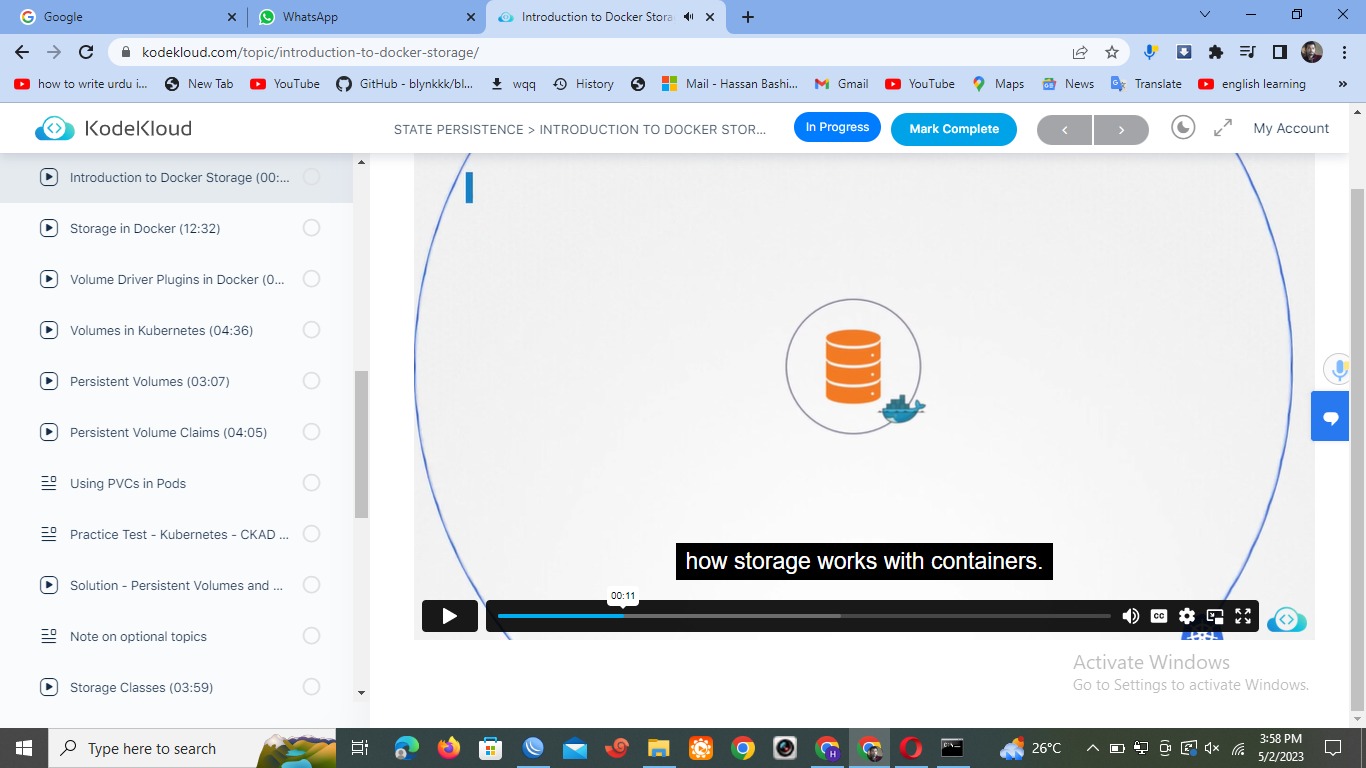 Google
WhatsApp
Introduction to Docker Stora
kodekloud.com/topic/introduction-to-docker-storage/
how to write urdu i...
New Tab
YouTube
GitHub - blynkkk/bl...
wqq
History
Mail - Hassan Bashi...
Gmail
YouTube
Maps
News
Translate
english learning
KodeKloud
STATE PERSISTENCE > INTRODUCTION TO DOCKER STOR...
In Progress
Mark Complete
My Account
Introduction to Docker Storage (00:...
Storage in Docker (12:32)
Volume Driver Plugins in Docker (0...
Volumes in Kubernetes (04:36)
Persistent Volumes (03:07)
Persistent Volume Claims (04:05)
Using PVCs in Pods
Practice Test - Kubernetes - CKAD ...
Solution - Persistent Volumes and ...
Note on optional topics
Storage Classes (03:59)
how storage works with containers.
00:11
CC
Activate Windows
Go to Settings to activate Windows.
Type here to search
26°C
3:58 PM
5/2/2023